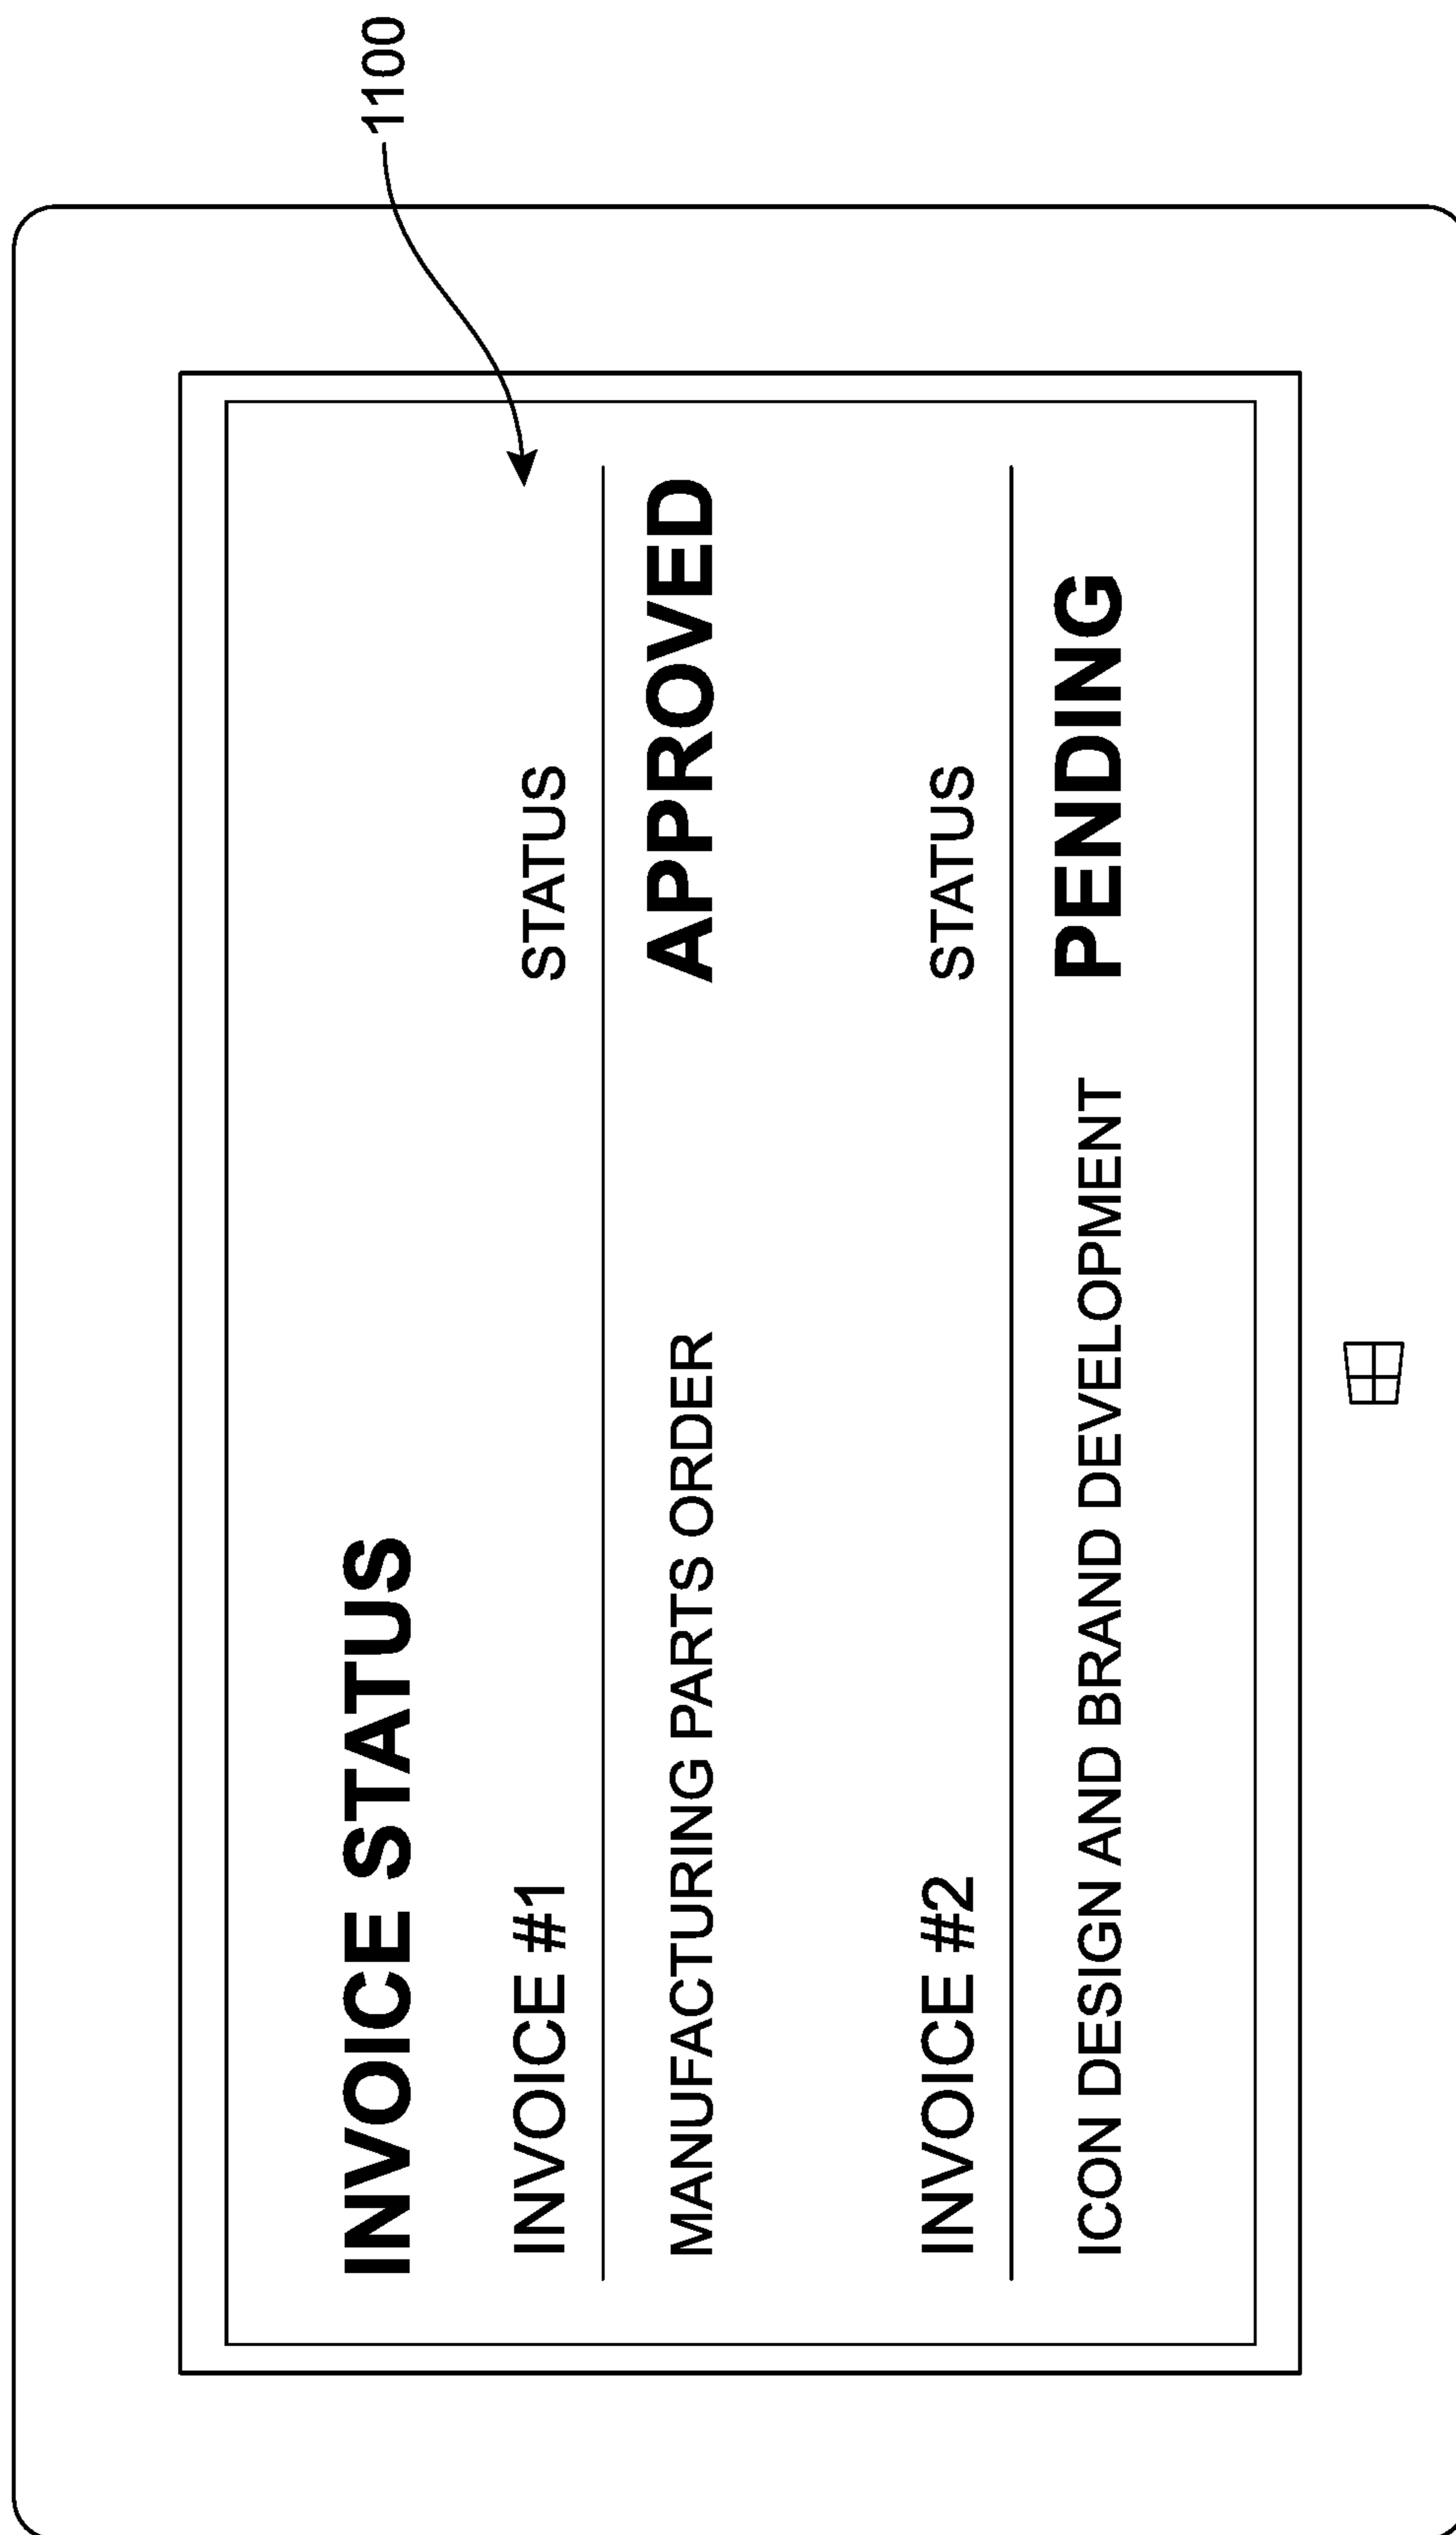 1100
INVOICE STATUS
INVOICE #1 STATUS
MANUFACTURING PARTS ORDER APPROVED
INVOICE #2 STATUS
ICON DESIGN AND BRAND DEVELOPMENT PENDING